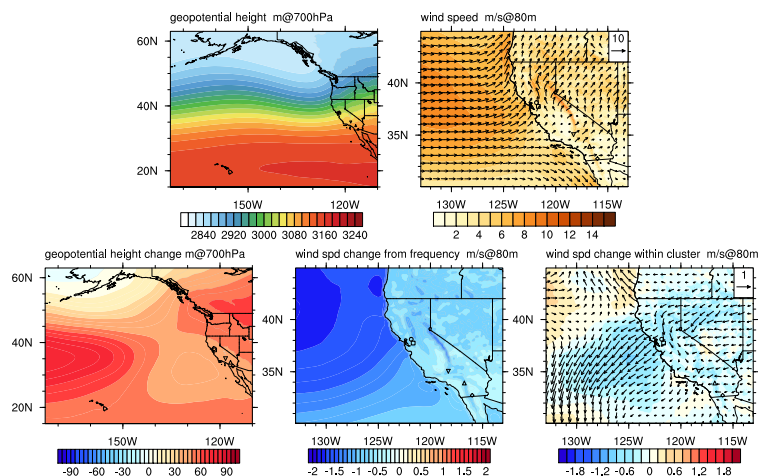 geopotential height m@700hPa
wind speed m/s@80m
60N
40N
20N
150W
120W
2840 2920 3000 3080 3160 3240
10
40N
35N
130W
125W
120W
115W
2 4 6 8 10 12 14
geopotential height change m@700hPa
wind spd change from frequency m/s@80m
wind spd change within cluster m/s@80m
60N
40N
20N
150W
120W
-90 -60 -30 0 30 60 90
40N
35N
130W
125W
120W
115W
-2 -1.5 -1 -0.5 0 0.5 1 1.5 2
1
40N
35N
130W
125W
120W
115W
-1.8 -1.2 -0.6 0 0.6 1.2 1.8